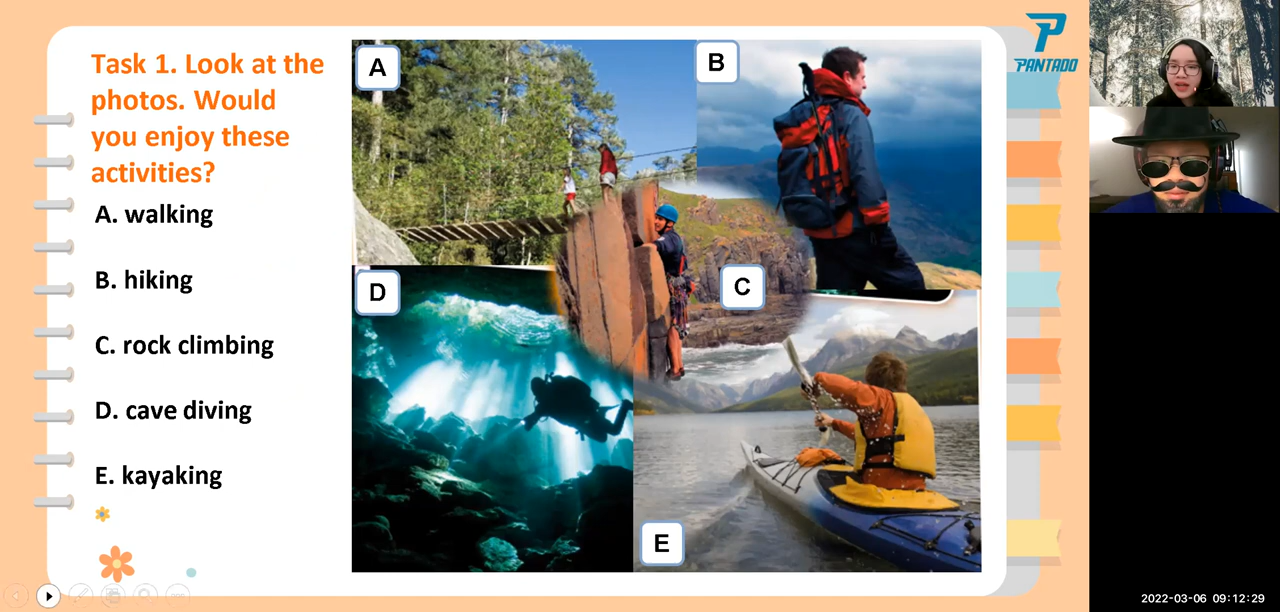 Task 1. Look at the
photos. Would
you enjoy these
activities?
A. walking
B. hiking
C. rock climbing
D. cave diving
E. kayaking
A
B
C
D
E
PANTADO
2022-03-06 09:12:29